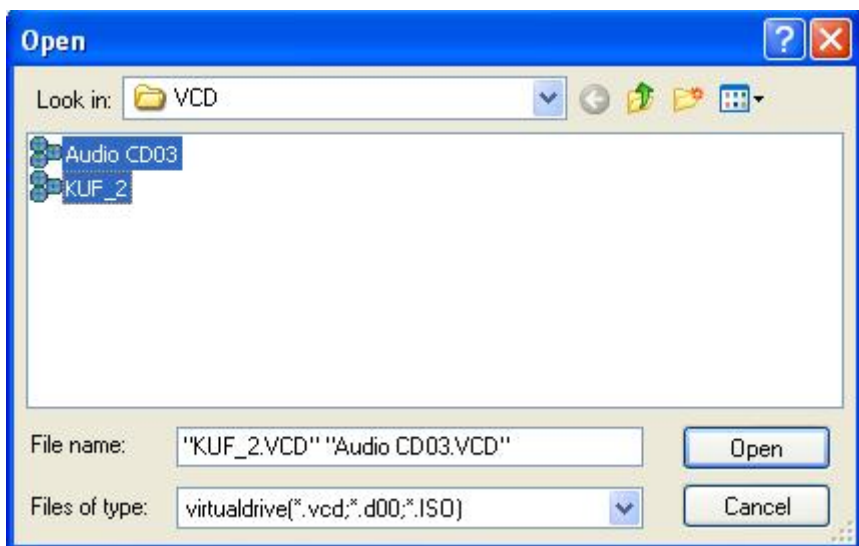 Open
Look in: VCD
Audio CD03
KUF_2
File name: "KUF_2.VCD" "Audio CD03.VCD" Open
Files of type: virtualdrive(*.vcd;*.d00;*.ISO) Cancel